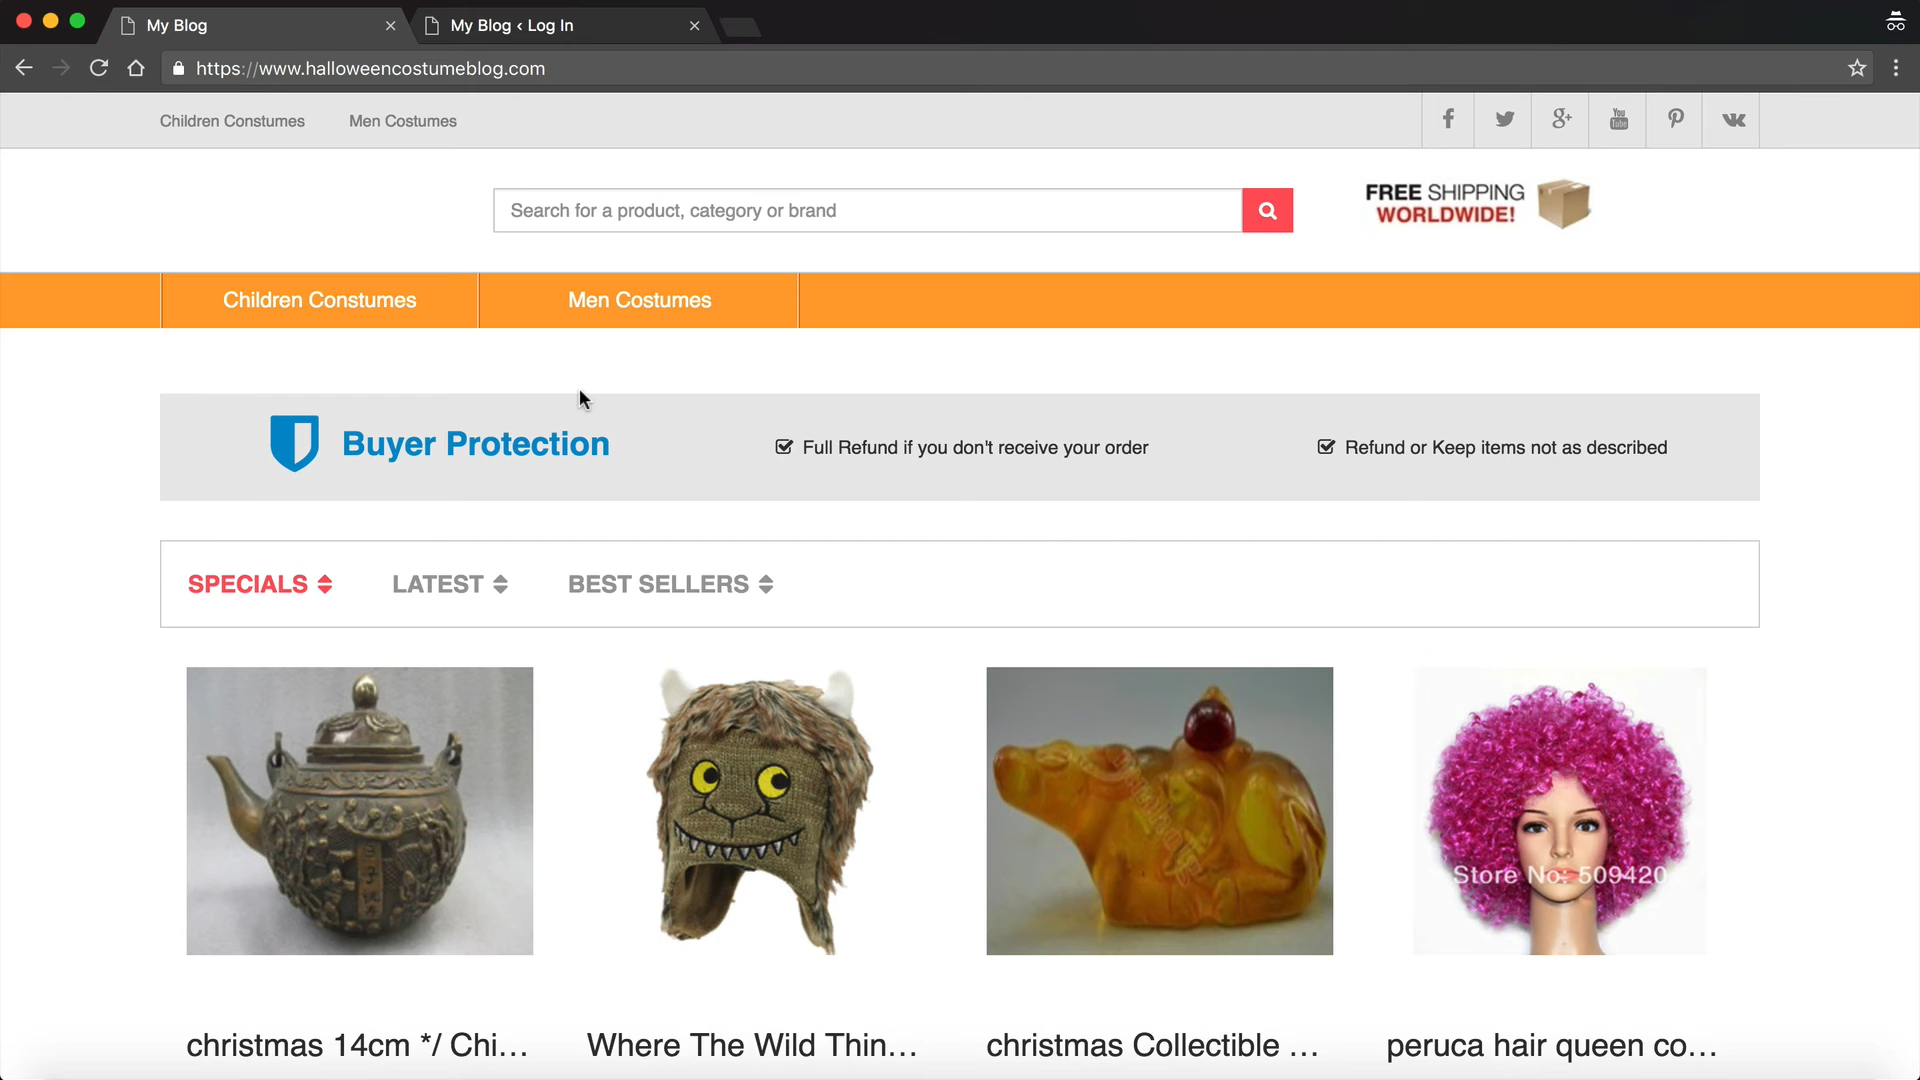 My Blog
My Blog ‹ Log In
https://www.halloweencostumeblog.com
Children Constumes
Men Costumes
You
Tube
Search for a product, category or brand
FREE SHIPPING
WORLDWIDE!
Children Constumes
Men Costumes
Buyer Protection
Full Refund if you don't receive your order
Refund or Keep items not as described
SPECIALS
LATEST
BEST SELLERS
Store No: 509420
christmas 14cm */ Chi...
Where The Wild Thin...
christmas Collectible ...
peruca hair queen co...